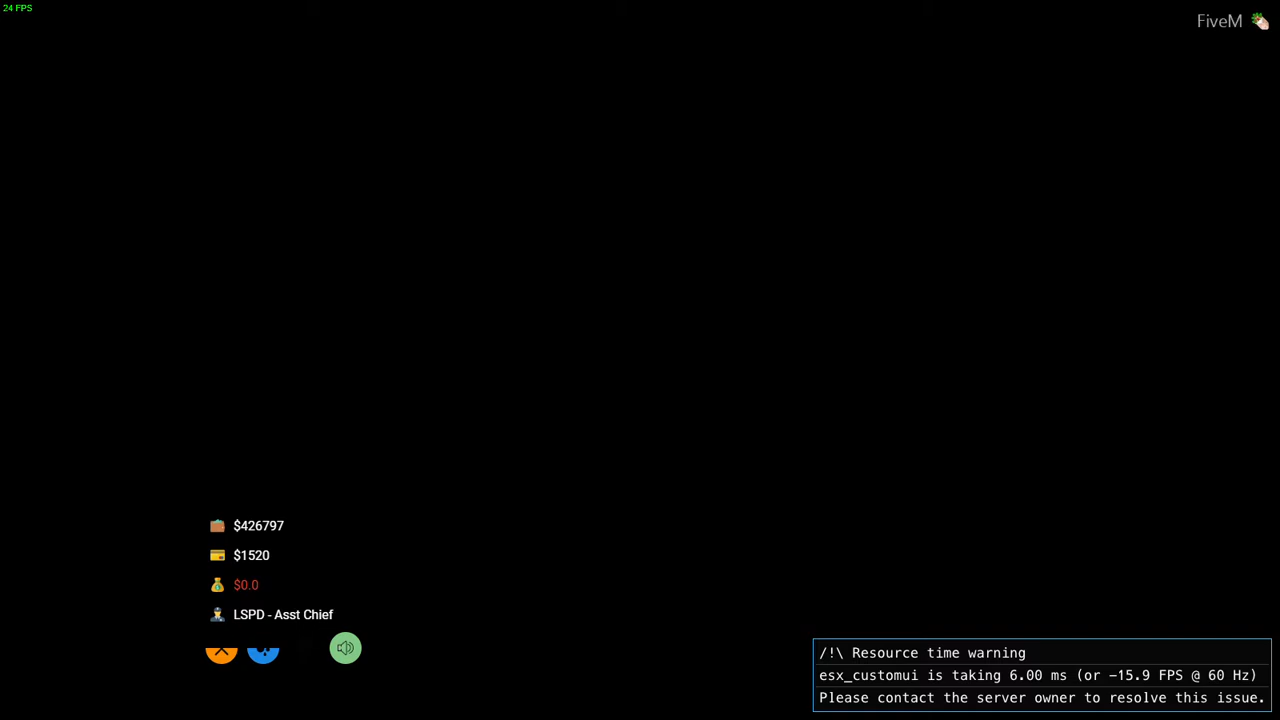 24 FPS
FiveM
$426797
$1520
$0.0
LSPD - Asst Chief
/!\ Resource time warning
esx_customui is taking 6.00 ms (or -15.9 FPS @ 60 Hz)
Please contact the server owner to resolve this issue.